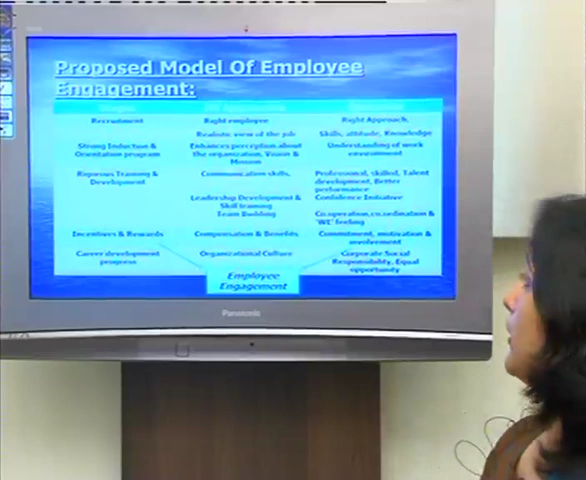 Proposed Model Of Employee
Engagement:
Recruitment
Right employee
Right Approach,
Realistic view of the job
Skills, attitude, Knowledge
Strong Induction &
Orientation program
Enhances perception about
the organization, Vision &
Mission
Understanding of work
environment
Rigorous Training &
Development
Communication skills,
Professional, skilled, Talent
development, Better
performance
Leadership Development &
Skill training
Confidence Initiative
Team Building
Co.operation,co.ordination &
'WE' feeling
Incentives & Rewards
Compensation & Benefits
Commitment, motivation &
involvement
Career development
progress
Organizational Culture
Corporate Social
Responsibility, Equal
opportunity
Employee
Engagement
Panasonic